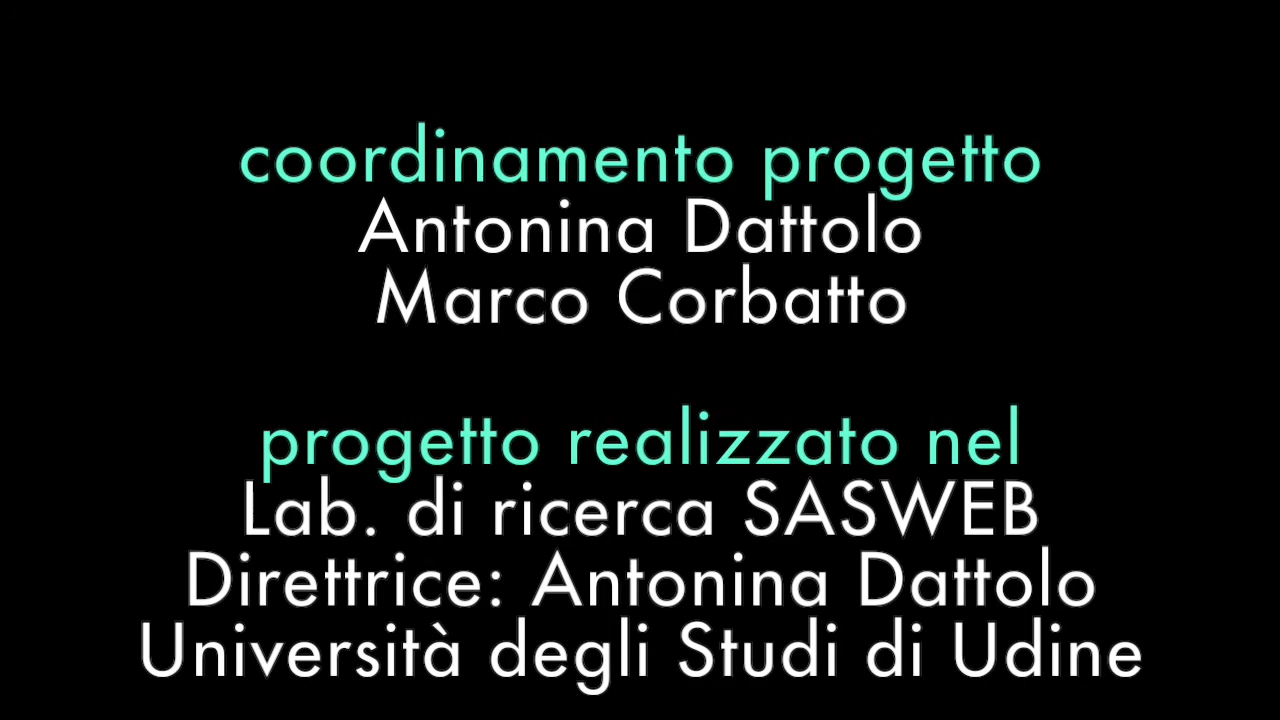 coordinamento progetto
Antonina Dattolo
Marco Corbatto
progetto realizzato nel
Lab. di ricerca SASWEB
Direttrice: Antonina Dattolo
Università degli Studi di Udine